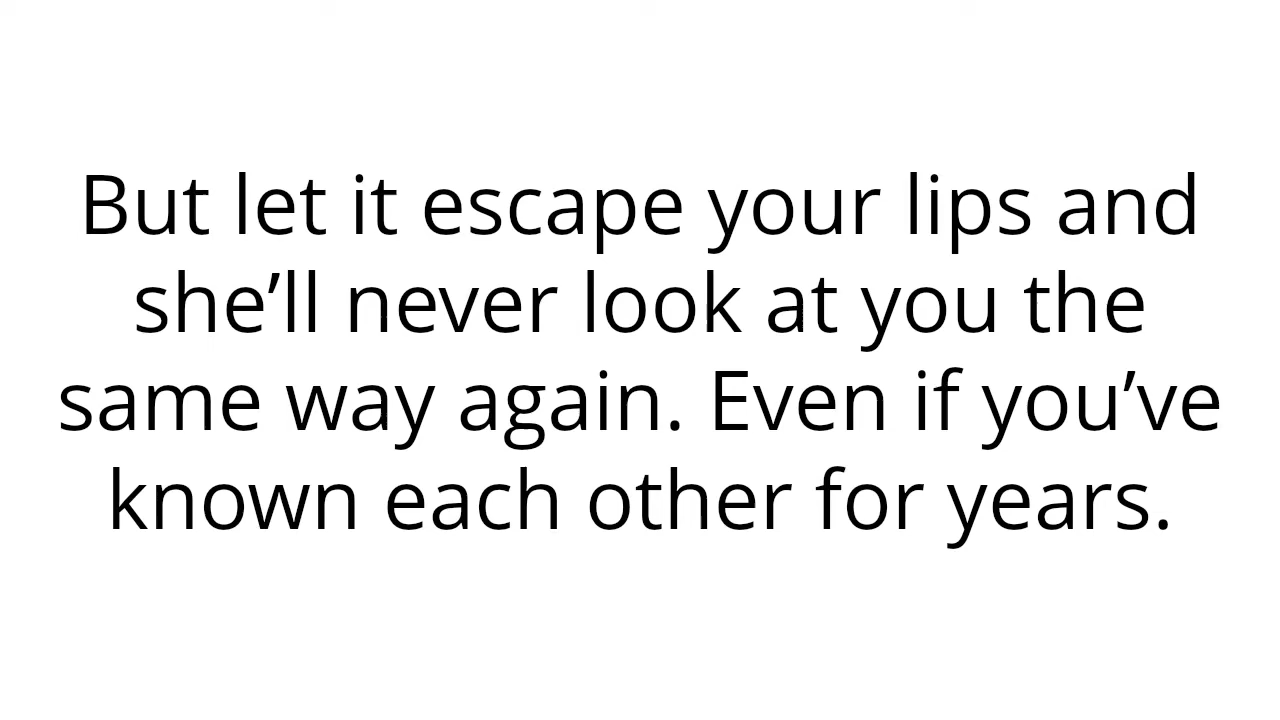 But let it escape your lips and
she’ll never look at you the
same way again. Even if you’ve
known each other for years.